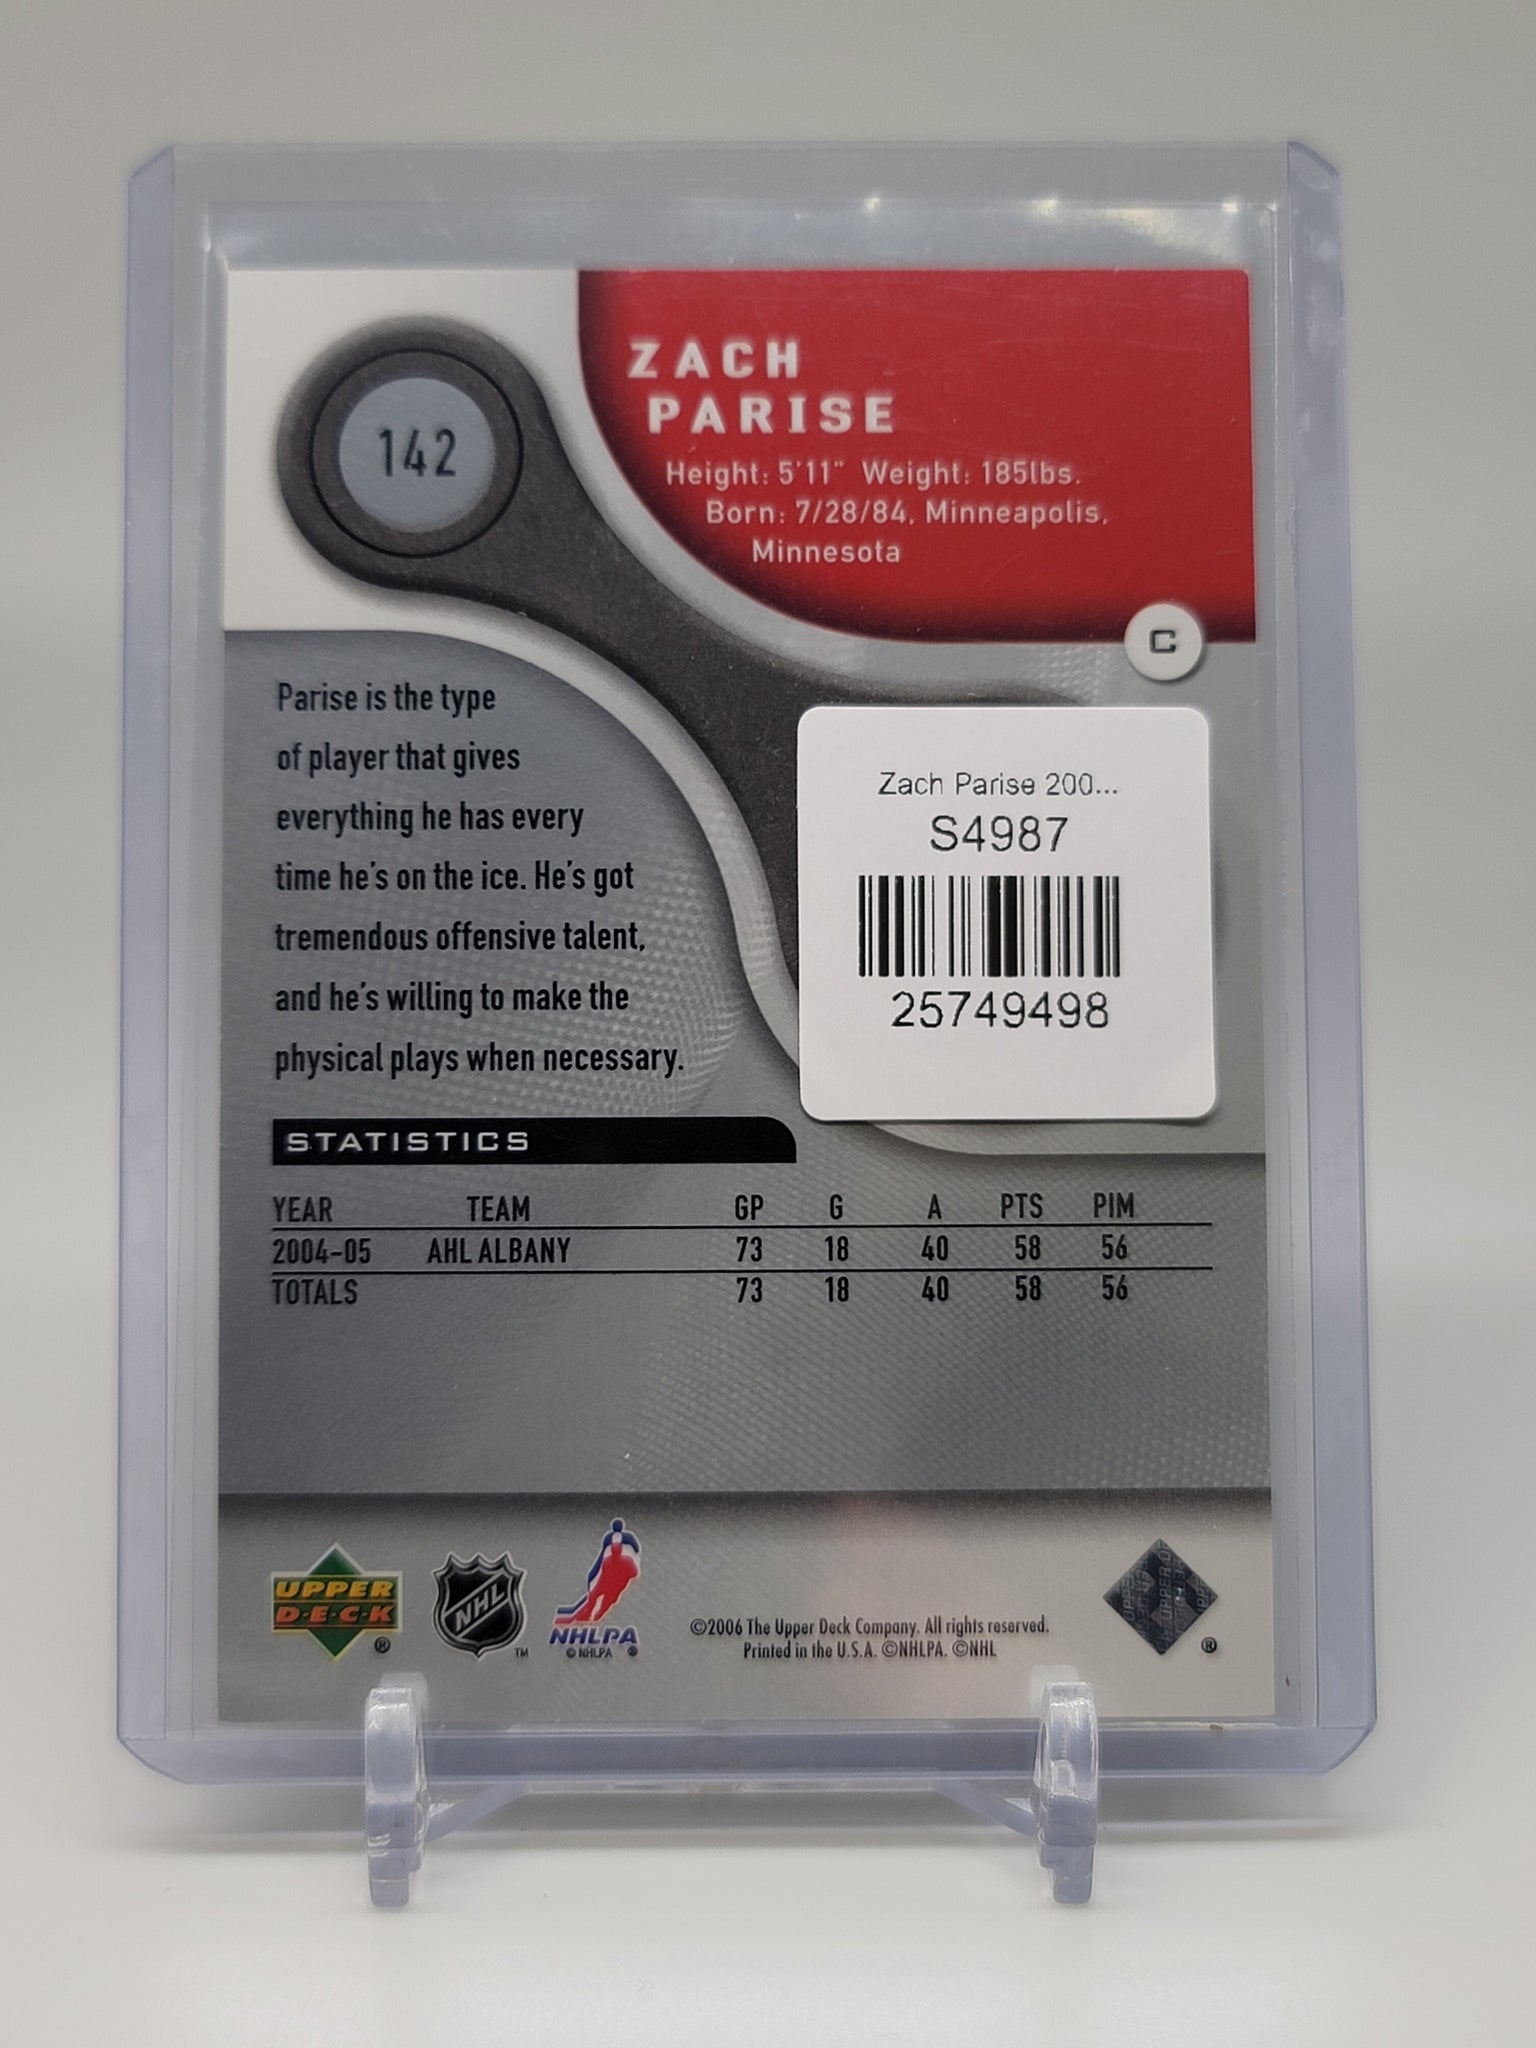 142
ZACH
PARISE
Height: 5'11" Weight: 185lbs.
Born: 7/28/84, Minneapolis,
Minnesota
C
Parise is the type
of player that gives
everything he has every
time he's on the ice. He's got
tremendous offensive talent,
and he's willing to make the
physical plays when necessary.
Zach Parise 200...
S4987
25749498
STATISTICS
YEAR TEAM GP G A PTS PIM
2004-05 AHL ALBANY 73 18 40 58 56
TOTALS 73 18 40 58 56
UPPER
D·E·C·K
®
NHL
™
NHLPA
© NHLPA ®
©2006 The Upper Deck Company. All rights reserved.
Printed in the U.S.A. ©NHLPA. ©NHL
®